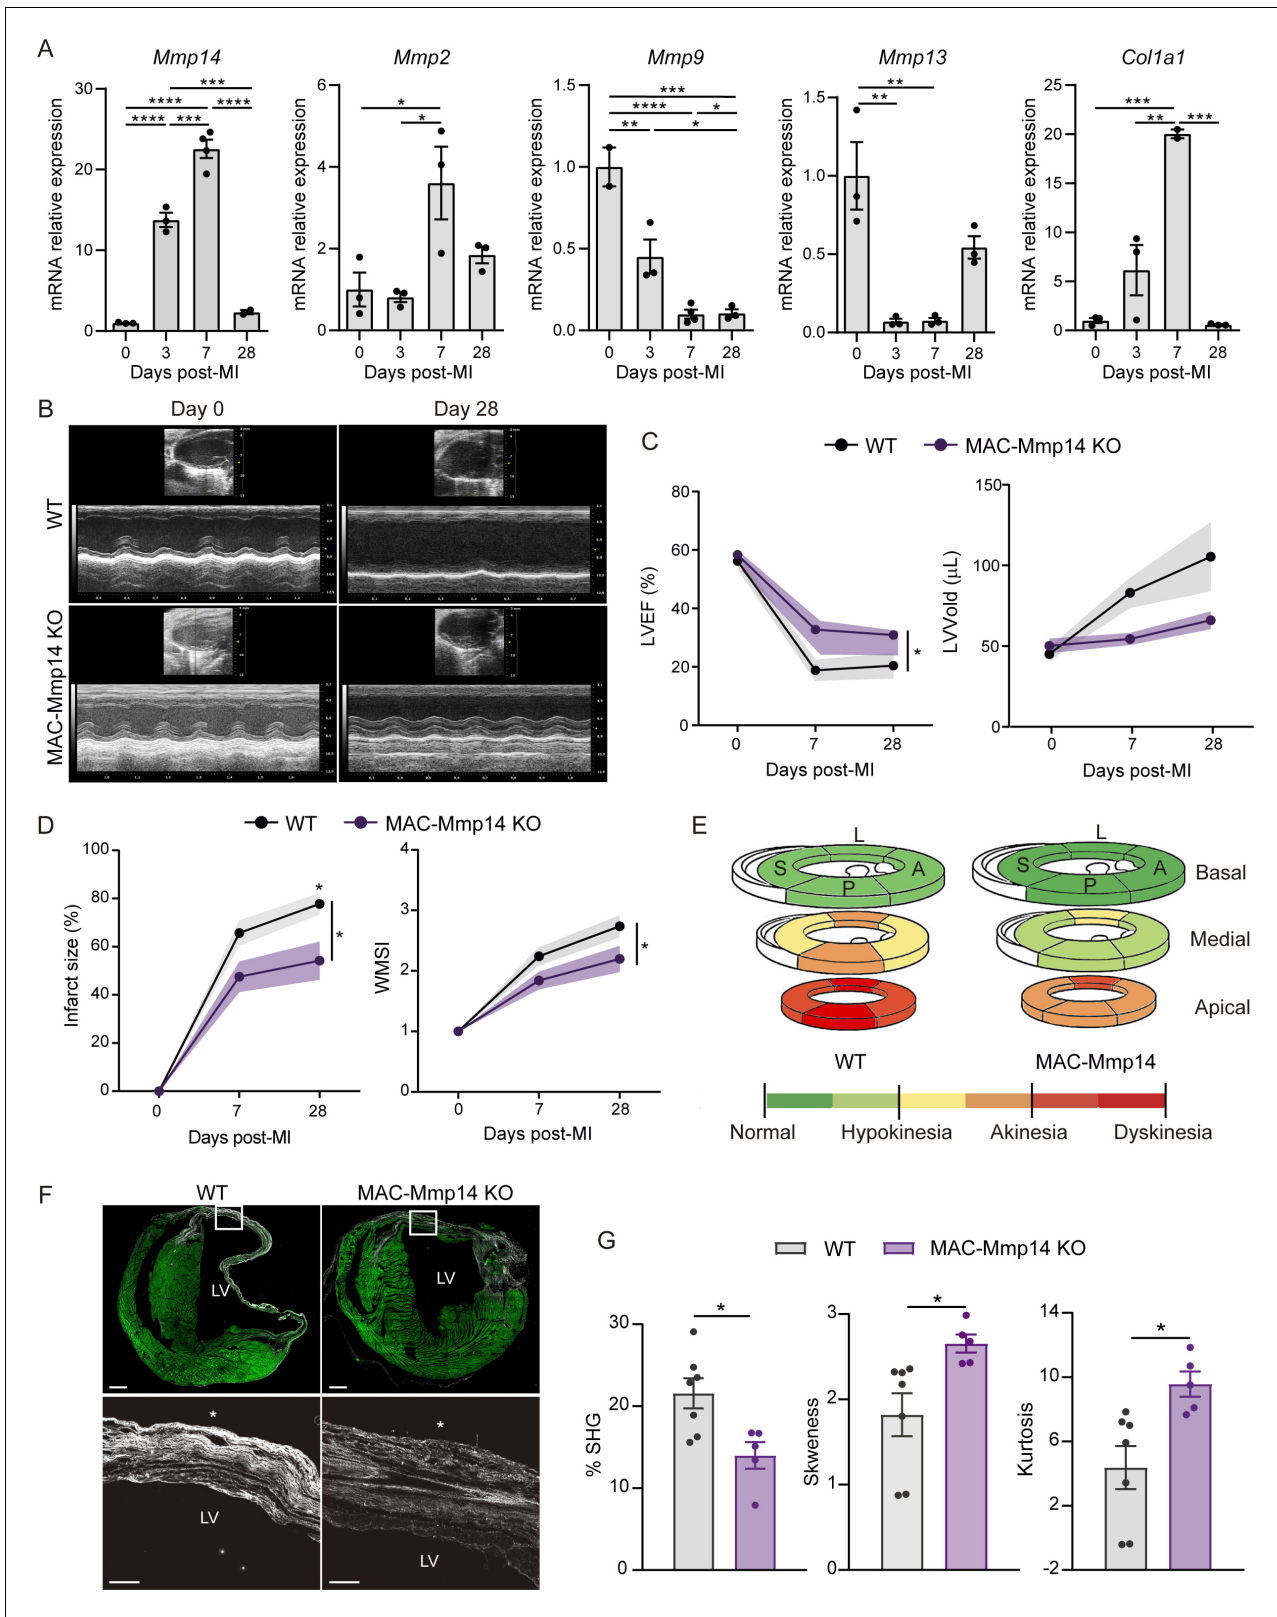 A
Mmp14
mRNA relative expression
30
20
10
0
0 3 7 28
Days post-MI
*** **** **** **** ***
Mmp2
mRNA relative expression
6
4
2
0
0 3 7 28
Days post-MI
* *
Mmp9
mRNA relative expression
1.5
1.0
0.5
0.0
0 3 7 28
Days post-MI
*** **** * ** *
Mmp13
mRNA relative expression
1.5
1.0
0.5
0.0
0 3 7 28
Days post-MI
** **
Col1a1
mRNA relative expression
25
20
15
10
5
0
0 3 7 28
Days post-MI
*** ** ***
B
Day 0 Day 28
WT
MAC-Mmp14 KO
C
WT MAC-Mmp14 KO
LVEF (%)
80
60
40
20
0
0 7 28
Days post-MI
*
LVVold (μL)
150
100
50
0
0 7 28
Days post-MI
D
WT MAC-Mmp14 KO
Infarct size (%)
100
80
60
40
20
0
0 7 28
Days post-MI
* *
WMSI
4
3
2
1
0
0 7 28
Days post-MI
*
E
L L
S A S A
P P
Basal
Medial
Apical
WT MAC-Mmp14
Normal Hypokinesia Akinesia Dyskinesia
F
WT MAC-Mmp14 KO
LV LV
* *
LV LV
G
WT MAC-Mmp14 KO
% SHG
30
20
10
0
*
Skweness
3
2
1
0
*
Kurtosis
14
10
6
2
-2
*